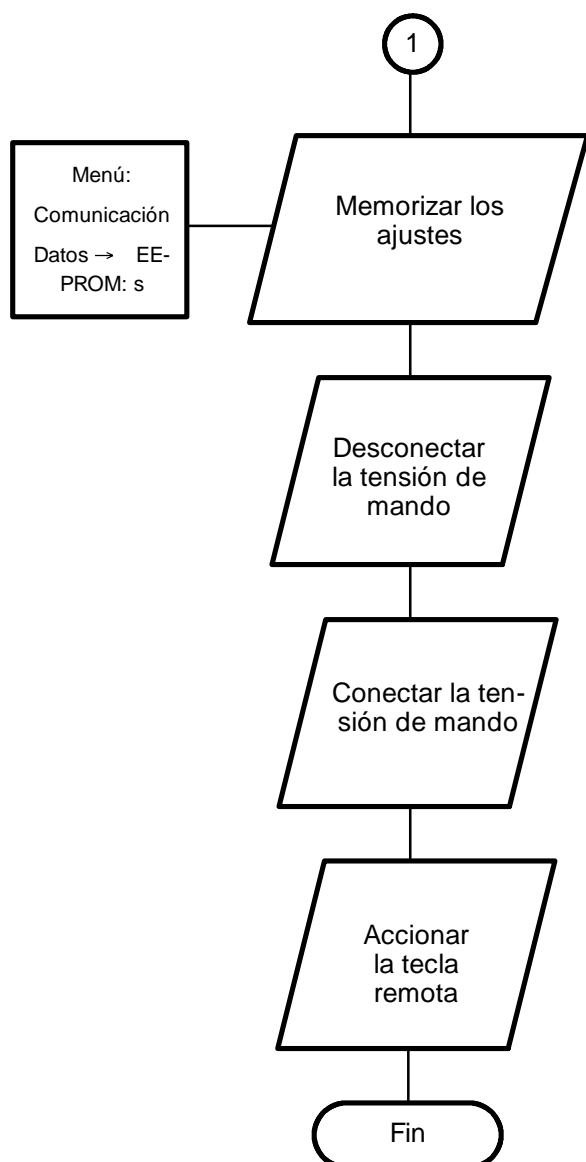 1
Menú:
Comunicación
Datos → EE-
PROM: s
Memorizar los
ajustes
Desconectar
la tensión de
mando
Conectar la ten-
sión de mando
Accionar
la tecla
remota
Fin